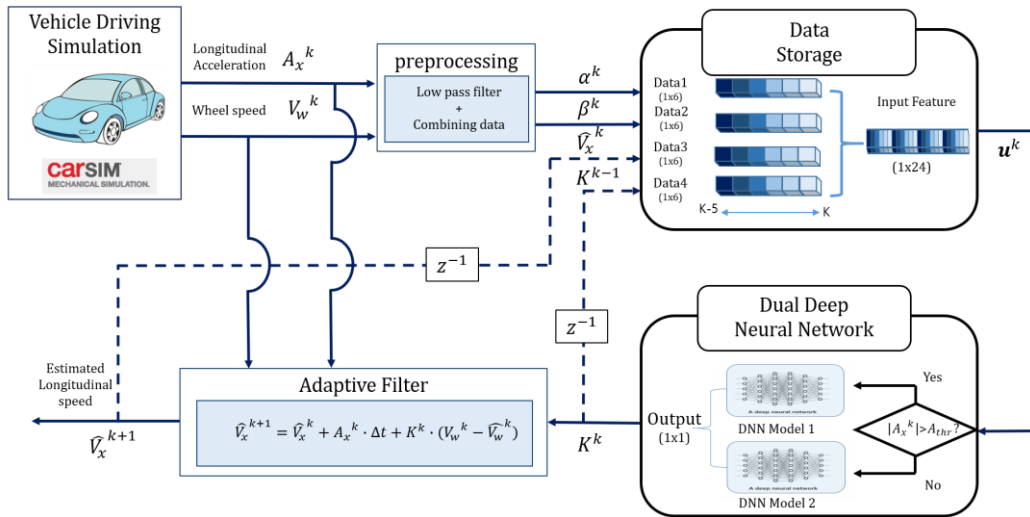 Vehicle Driving
Simulation
carsim
MECHANICAL SIMULATION.
Longitudinal
Acceleration
A_x^k
Wheel speed
V_w^k
preprocessing
Low pass filter
+
Combining data
α^k
β^k
V̂_x^k
K^{k-1}
Data
Storage
Data1
(1x6)
Data2
(1x6)
Data3
(1x6)
Data4
(1x6)
K-5
K
Input Feature
(1x24)
u^k
z^{-1}
z^{-1}
Dual Deep
Neural Network
Yes
A deep neural network
DNN Model 1
|A_x^k|>A_thr?
Output
(1x1)
No
A deep neural network
DNN Model 2
K^k
Adaptive Filter
V̂_x^{k+1} = V̂_x^k + A_x^k · Δt + K^k · (V_w^k − V̂_w^k)
Estimated
Longitudinal
speed
V̂_x^{k+1}